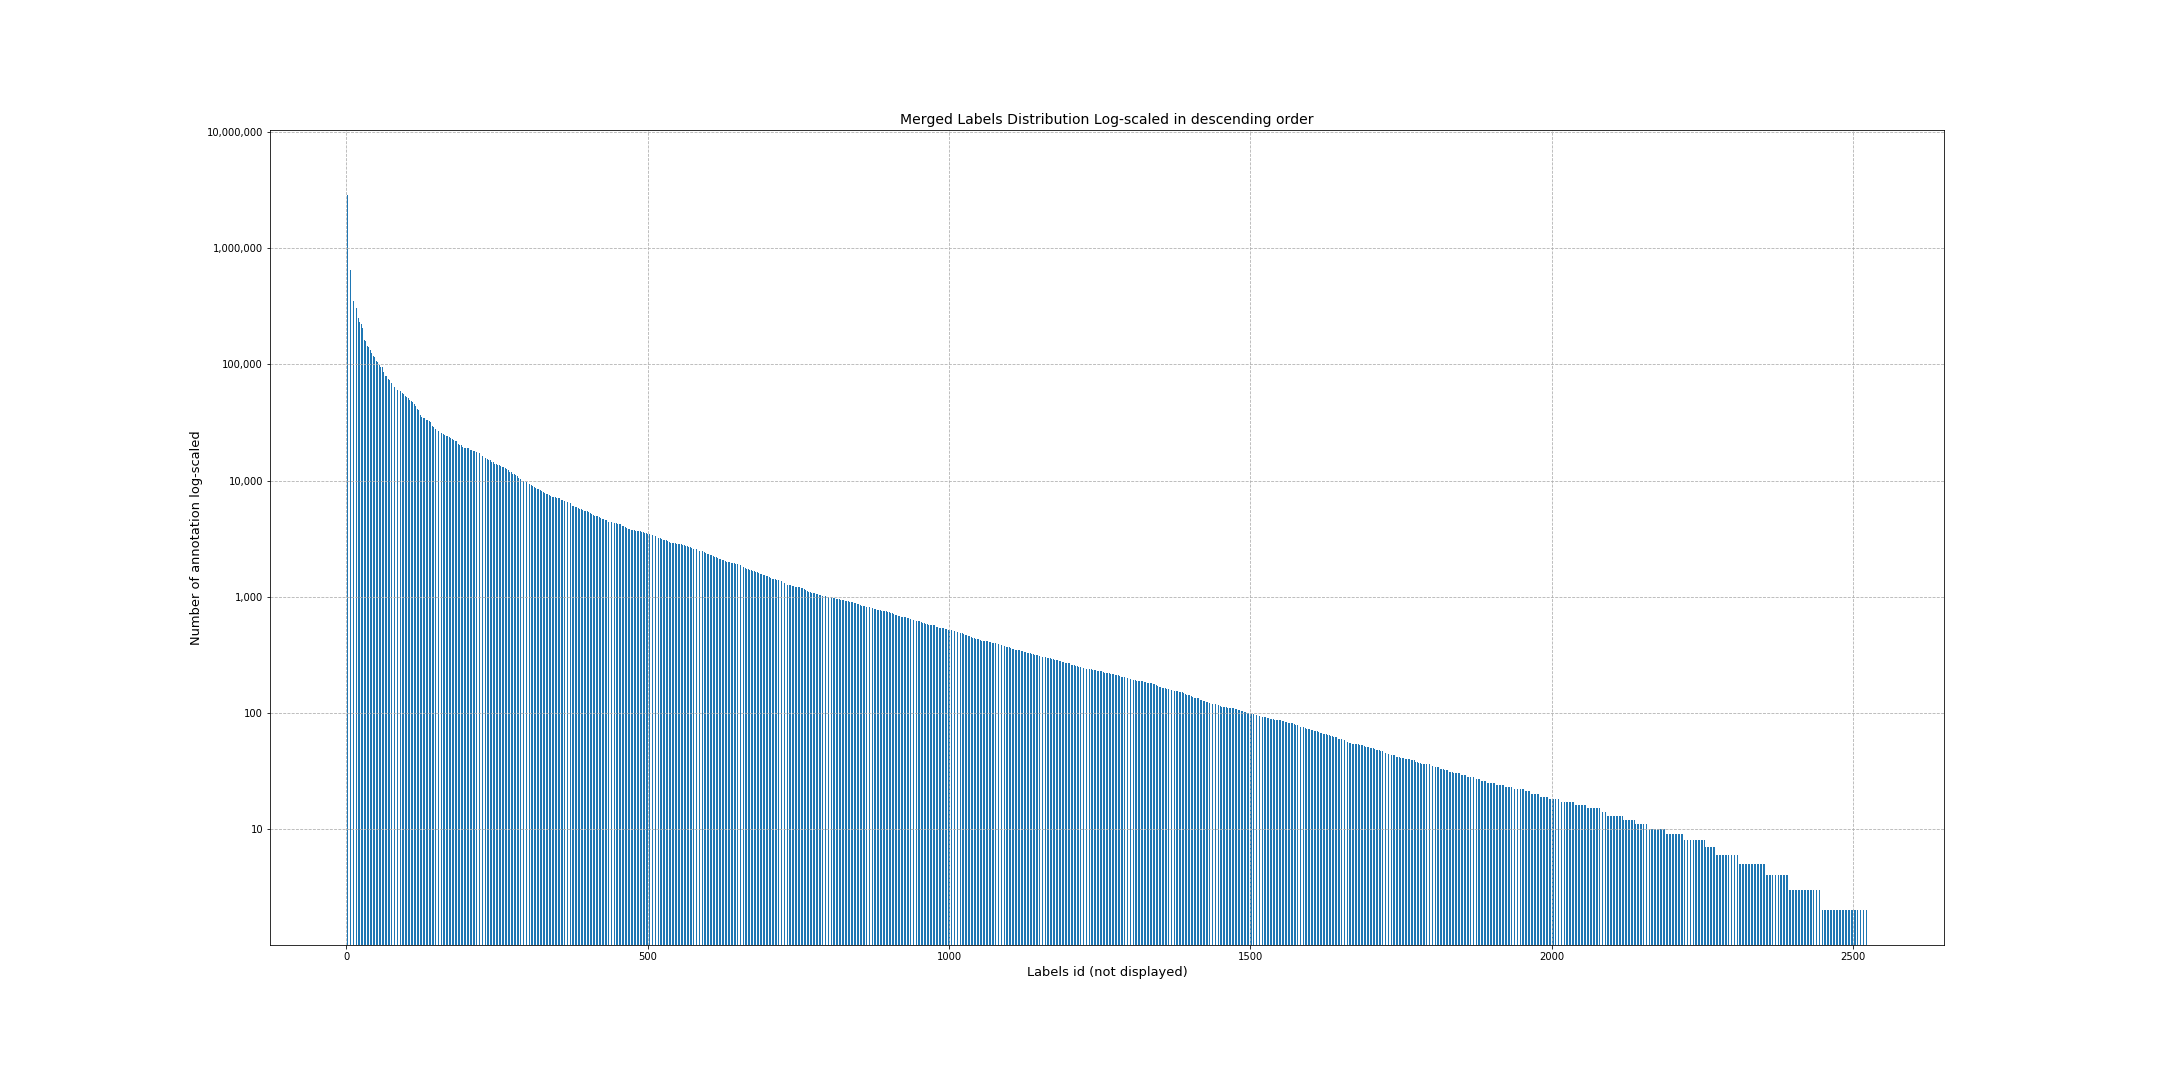 Merged Labels Distribution Log-scaled in descending order
10,000,000
1,000,000
100,000
10,000
1,000
100
10
Number of annotation log-scaled
0 500 1000 1500 2000 2500
Labels id (not displayed)